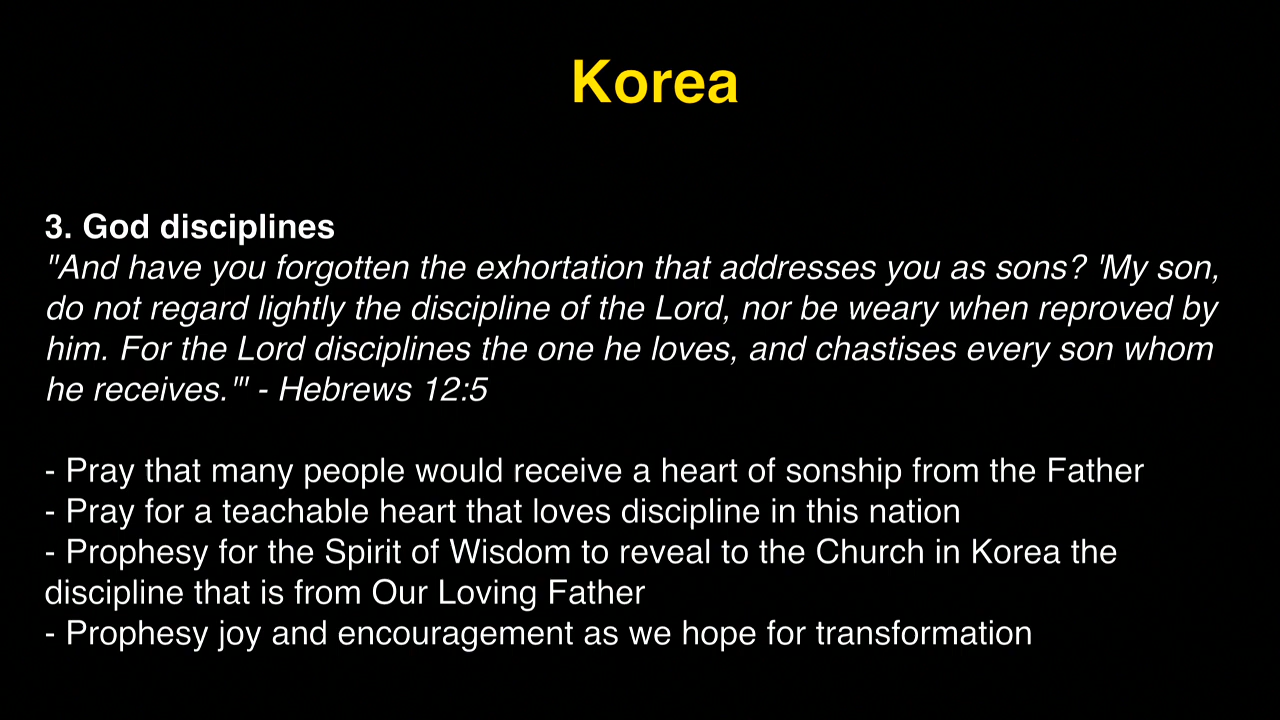 Korea
3. God disciplines
"And have you forgotten the exhortation that addresses you as sons? 'My son,
do not regard lightly the discipline of the Lord, nor be weary when reproved by
him. For the Lord disciplines the one he loves, and chastises every son whom
he receives.'" - Hebrews 12:5
- Pray that many people would receive a heart of sonship from the Father
- Pray for a teachable heart that loves discipline in this nation
- Prophesy for the Spirit of Wisdom to reveal to the Church in Korea the
discipline that is from Our Loving Father
- Prophesy joy and encouragement as we hope for transformation